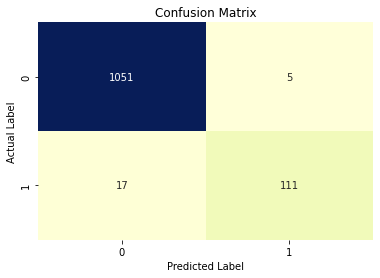 Confusion Matrix
Actual Label
0
1051
5
1
17
111
0
1
Predicted Label